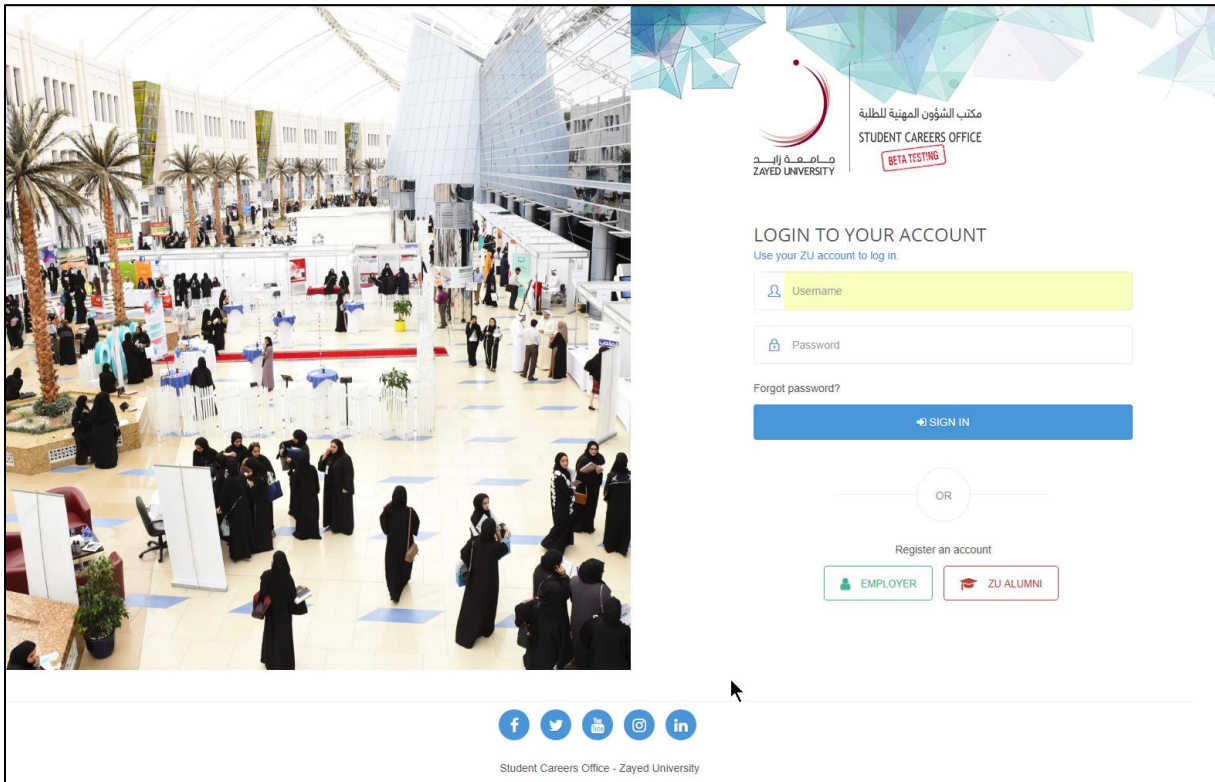 مكتب الشؤون المهنية للطلبة
STUDENT CAREERS OFFICE
BETA TESTING
جــامـعــة زايــــد
ZAYED UNIVERSITY
LOGIN TO YOUR ACCOUNT
Use your ZU account to log in.
Username
Password
Forgot password?
SIGN IN
OR
Register an account
EMPLOYER
ZU ALUMNI
Student Careers Office - Zayed University